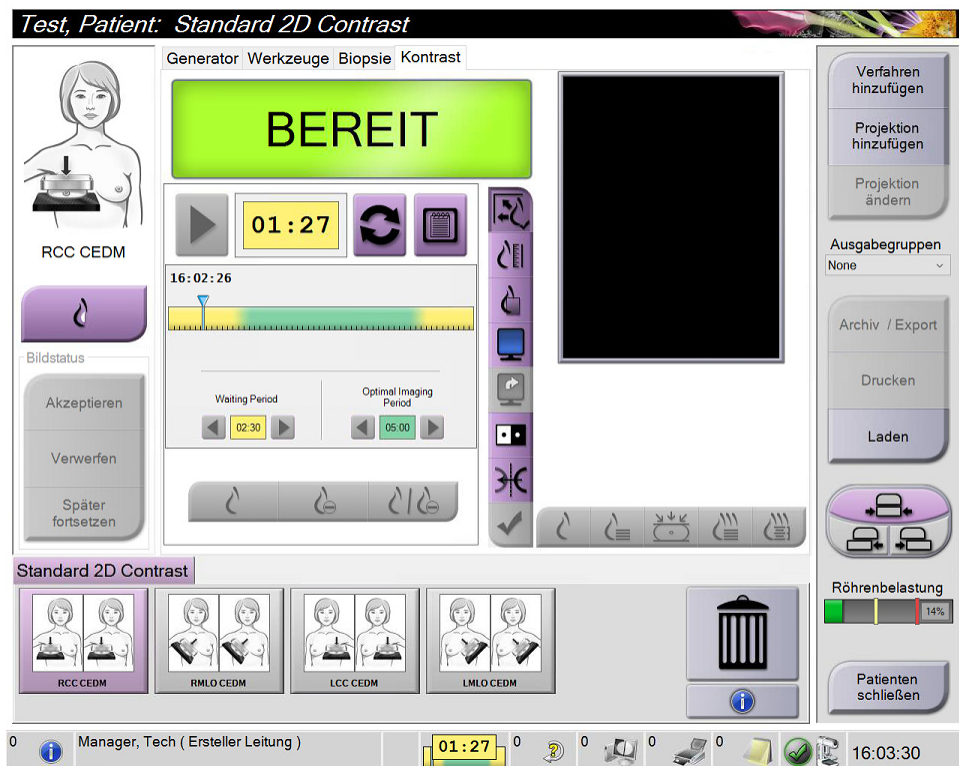 Test, Patient:  Standard 2D Contrast
Generator Werkzeuge Biopsie Kontrast
BEREIT
RCC CEDM
01:27
16:02:26
Waiting Period
Optimal Imaging
Period
02:30
05:00
Bildstatus
Akzeptieren
Verwerfen
Später
fortsetzen
Verfahren
hinzufügen
Projektion
hinzufügen
Projektion
ändern
Ausgabegruppen
None
Archiv / Export
Drucken
Laden
Röhrenbelastung
14%
Patienten
schließen
Standard 2D Contrast
RCC CEDM
RMLO CEDM
LCC CEDM
LMLO CEDM
0
Manager, Tech ( Ersteller Leitung )
01:27
0
0
0
0
16:03:30